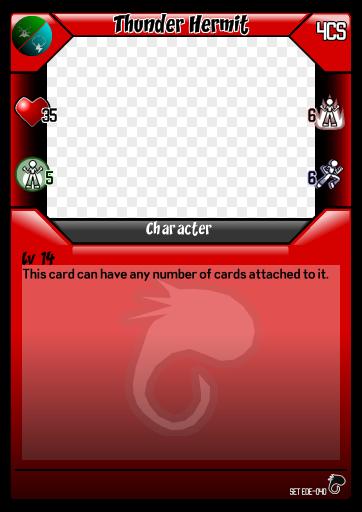 Thunder Hermit
4CS
35
6
5
6
Character
Lv 14
This card can have any number of cards attached to it.
SET EOE-040